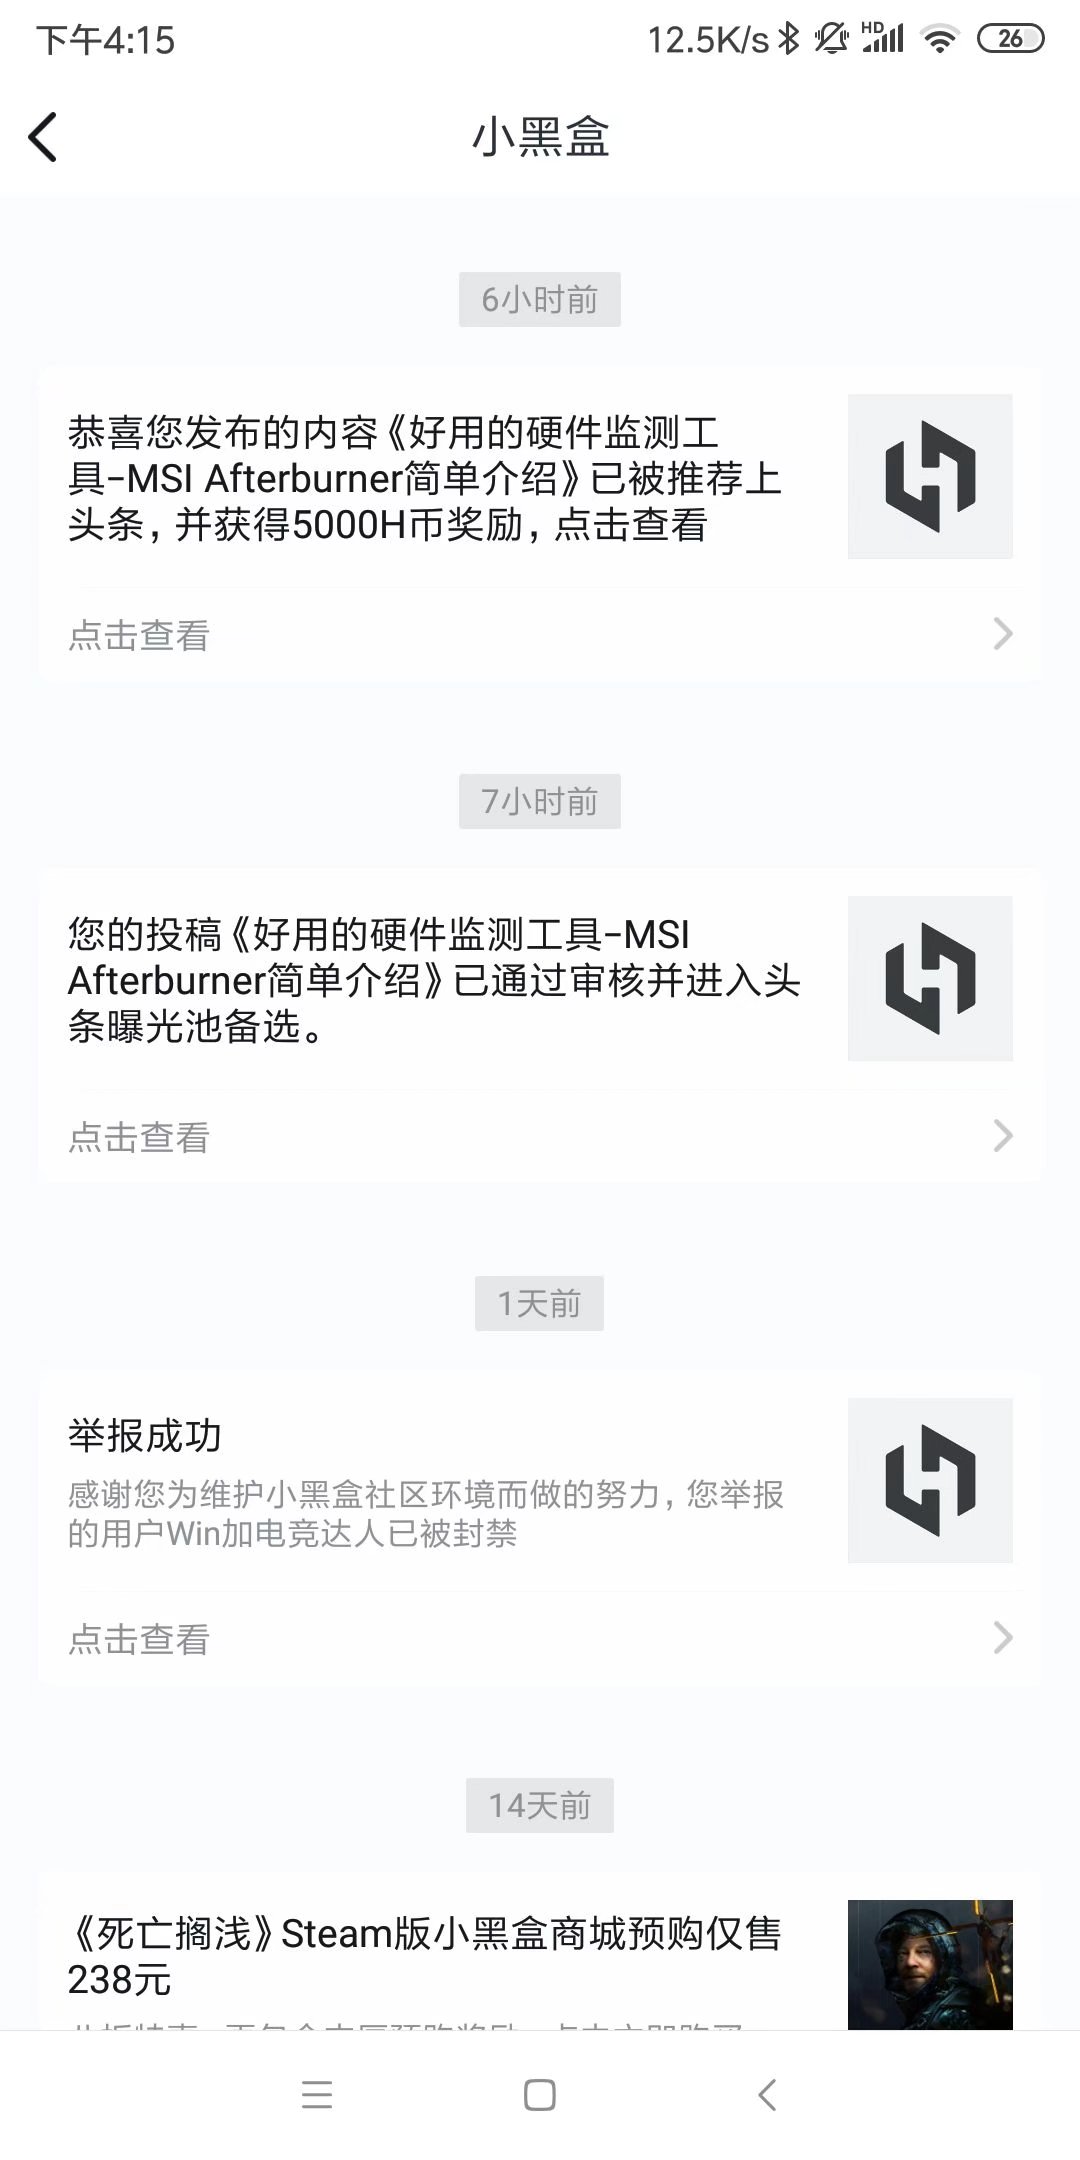 下午4:15
12.5K/s
HD
26
小黑盒
6小时前
恭喜您发布的内容《好用的硬件监测工
具-MSI Afterburner简单介绍》已被推荐上
头条,并获得5000H币奖励,点击查看
点击查看
7小时前
您的投稿《好用的硬件监测工具-MSI
Afterburner简单介绍》已通过审核并进入头
条曝光池备选。
点击查看
1天前
举报成功
感谢您为维护小黑盒社区环境而做的努力,您举报
的用户Win加电竞达人已被封禁
点击查看
14天前
《死亡搁浅》Steam版小黑盒商城预购仅售
238元